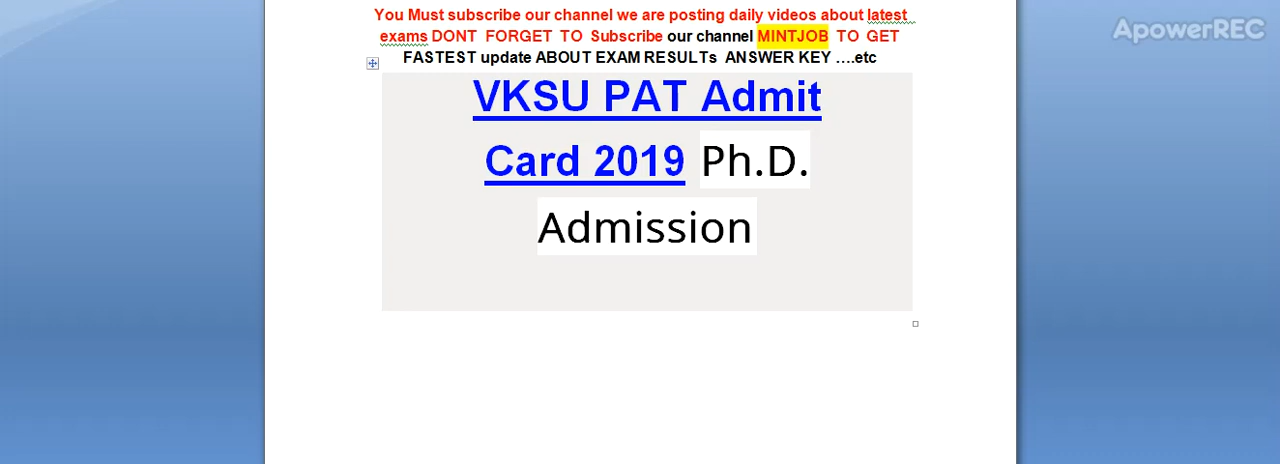 You Must subscribe our channel we are posting daily videos about latest
exams DONT FORGET TO Subscribe our channel MINTJOB TO GET
FASTEST update ABOUT EXAM RESULTs ANSWER KEY ….etc
VKSU PAT Admit
Card 2019 Ph.D.
Admission
ApowerREC